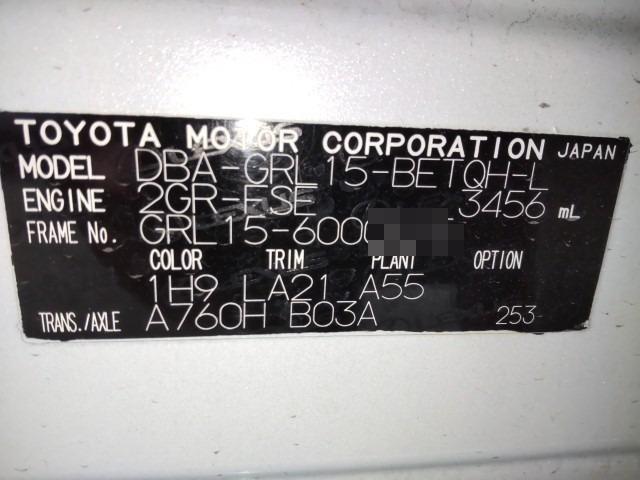 TOYOTA MOTOR CORPORATION JAPAN
MODEL DBA-GRL15-BETQH-L
ENGINE 2GR-FSE 3456 mL
FRAME No. GRL15-6000
COLOR TRIM PLANT OPTION
1H9 LA21 A55
TRANS./AXLE A760H B03A 253